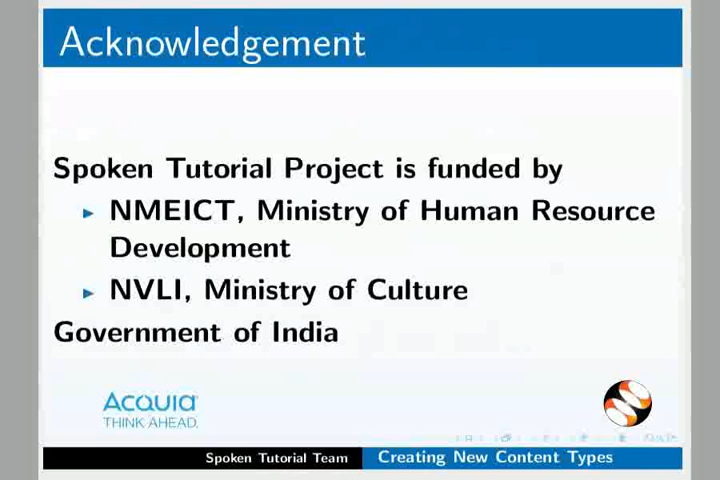 Acknowledgement
Spoken Tutorial Project is funded by
NMEICT, Ministry of Human Resource
Development
NVLI, Ministry of Culture
Government of India
Acquia
THINK AHEAD.
Spoken Tutorial Team
Creating New Content Types